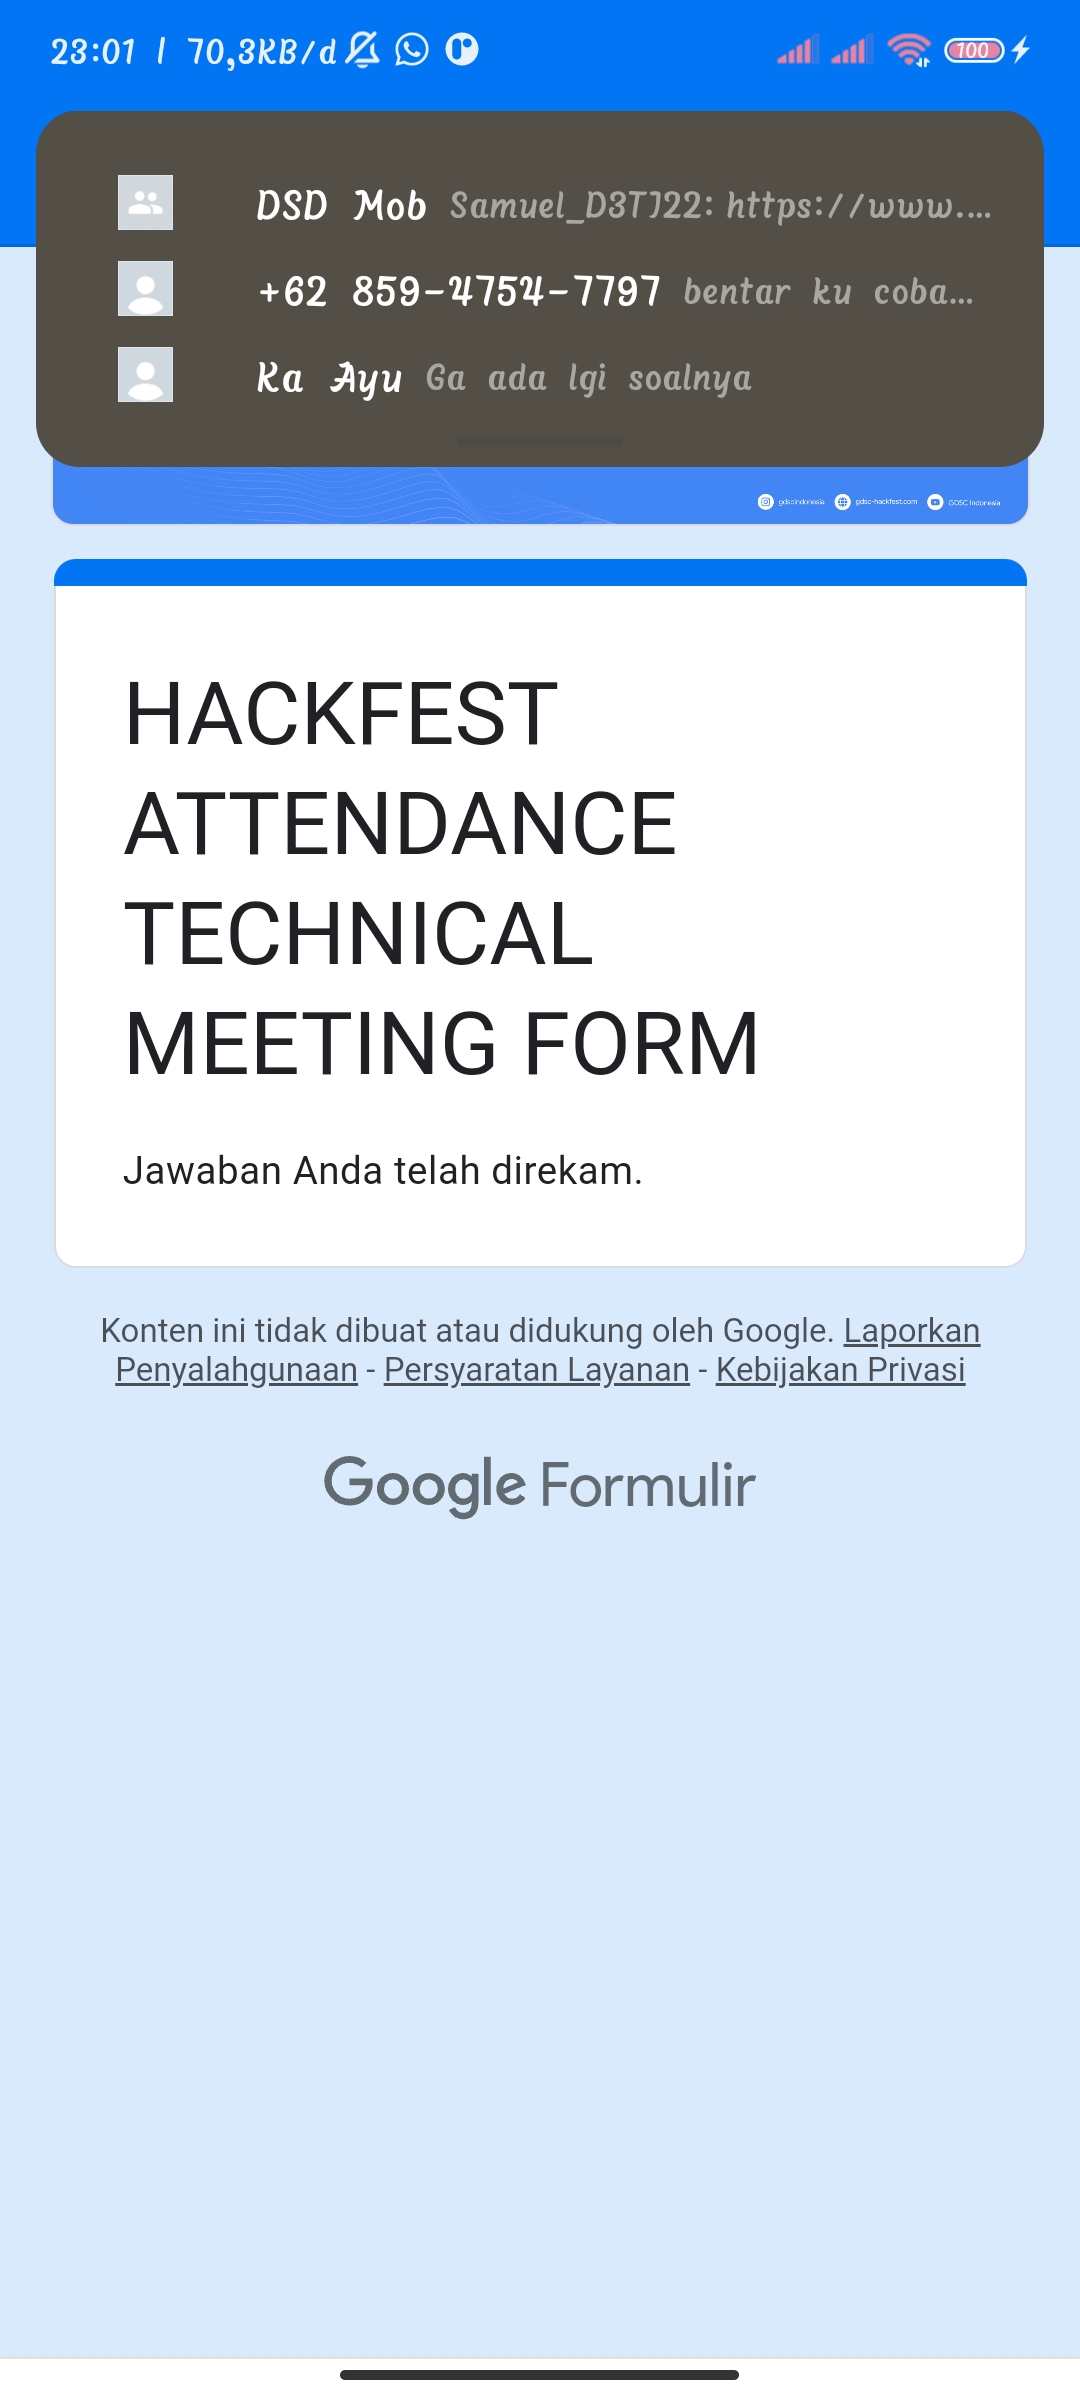 23:01 | 70,3KB/d
100
DSD Mob Samuel_D3TI22: https://www....
+62 859-4754-7797 bentar ku coba...
Ka Ayu Ga ada lgi soalnya
gdscindonesia gdsc-hackfest.com GDSC Indonesia
HACKFEST
ATTENDANCE
TECHNICAL
MEETING FORM
Jawaban Anda telah direkam.
Konten ini tidak dibuat atau didukung oleh Google. Laporkan
Penyalahgunaan - Persyaratan Layanan - Kebijakan Privasi
Google Formulir